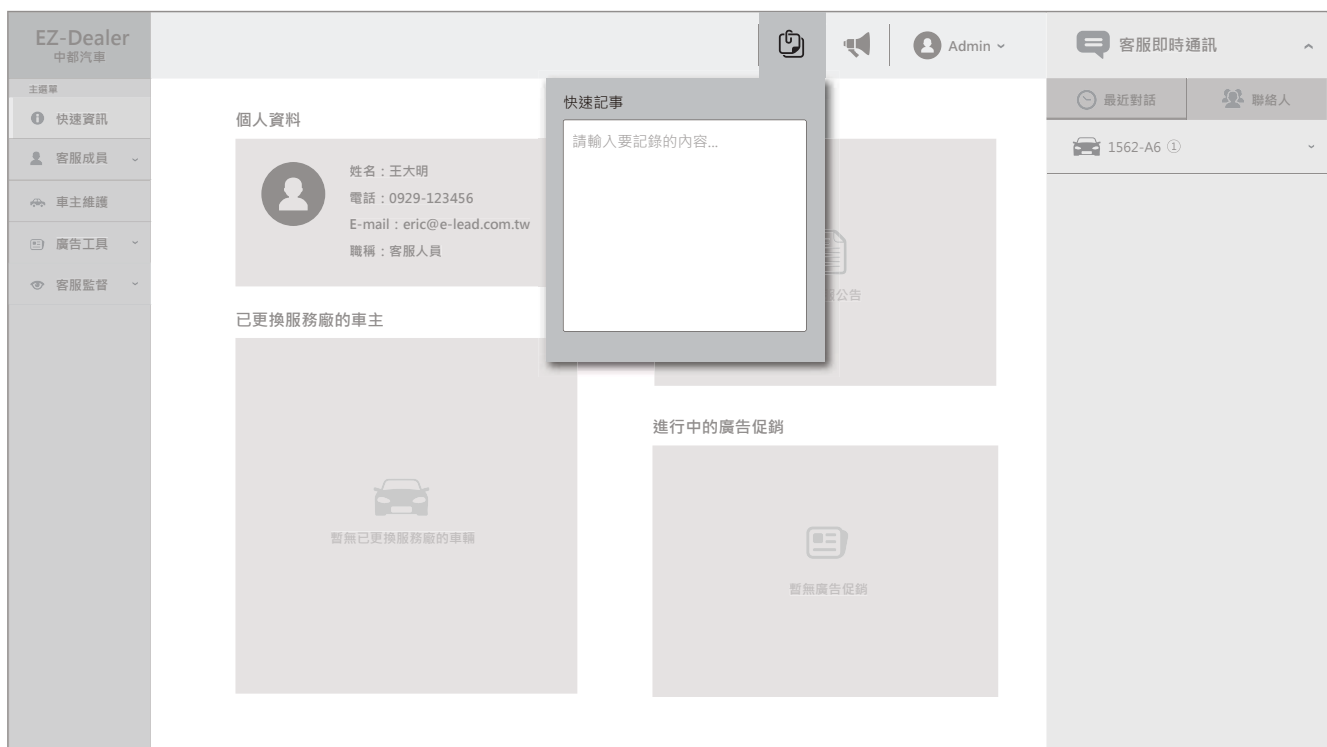 EZ-Dealer
中都汽車
主選單
快速資訊
客服成員
車主維護
廣告工具
客服監督
Admin
快速記事
請輸入要記錄的內容...
個人資料
姓名：王大明
電話：0929-123456
E-mail：eric@e-lead.com.tw
職稱：客服人員
公告
已更換服務廠的車主
暫無已更換服務廠的車輛
進行中的廣告促銷
暫無廣告促銷
客服即時通訊
最近對話
聯絡人
1562-A6 ①